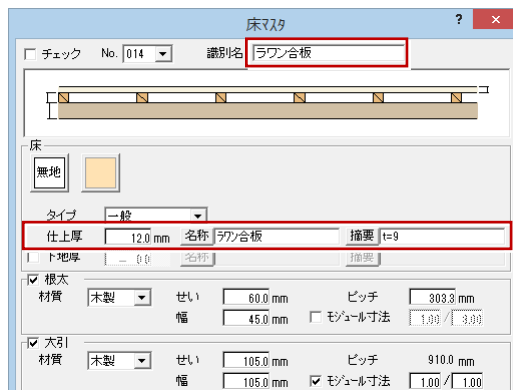 床ﾏｽﾀ ? ×
チェック No. 014 識別名 ラワン合板
床
無地
タイプ 一般
仕上厚 12.0 mm 名称 ﾗﾜﾝ合板 摘要 t=9
下地厚 0.0 名称 摘要
根太
材質 木製 せい 60.0 mm ピッチ 303.3 mm
幅 45.0 mm モジュール寸法 1.00 / 3.00
大引
材質 木製 せい 105.0 mm ピッチ 910.0 mm
幅 105.0 mm モジュール寸法 1.00 / 1.00